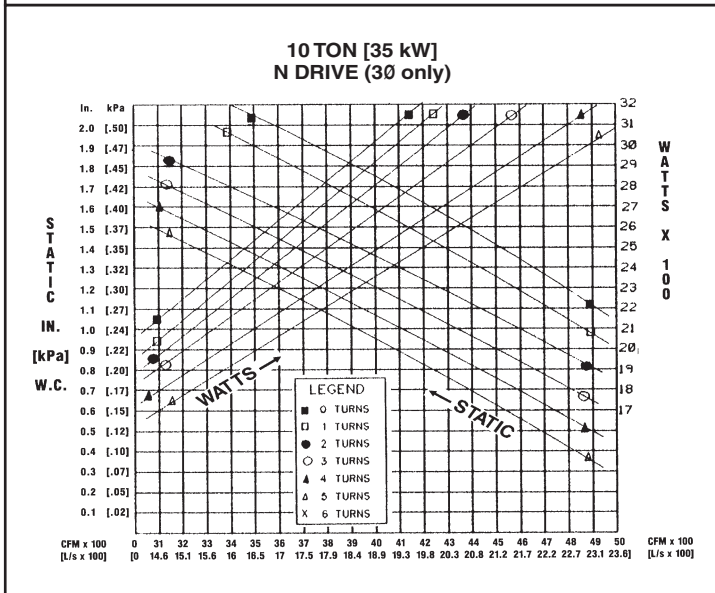 10 TON [35 kW]
N DRIVE (3Ø only)
In. kPa
2.0 [.50]
1.9 [.47]
1.8 [.45]
1.7 [.42]
1.6 [.40]
1.5 [.37]
1.4 [.35]
1.3 [.32]
1.2 [.30]
1.1 [.27]
1.0 [.24]
0.9 [.22]
0.8 [.20]
0.7 [.17]
0.6 [.15]
0.5 [.12]
0.4 [.10]
0.3 [.07]
0.2 [.05]
0.1 [.02]
STATIC
IN.
[kPa]
W.C.
WATTS
STATIC
LEGEND
■ 0 TURNS
□ 1 TURNS
● 2 TURNS
○ 3 TURNS
▲ 4 TURNS
△ 5 TURNS
X 6 TURNS
32
31
30
29
28
27
26
25
24
23
22
21
20
19
18
17
WATTS X 100
CFM x 100 0 31 32 33 34 35 36 37 38 39 40 41 42 43 44 45 46 47 48 49 50 CFM x 100
[L/s x 100] [0 14.6 15.1 15.6 16 16.5 17 17.5 17.9 18.4 18.9 19.3 19.8 20.3 20.8 21.2 21.7 22.2 22.7 23.1 23.6] [L/s x 100]